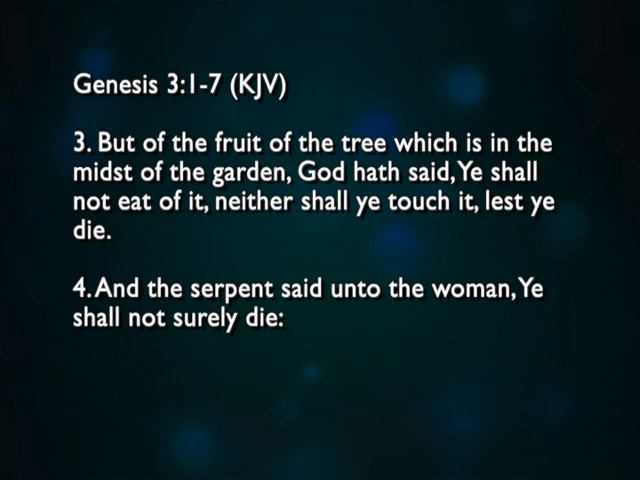 Genesis 3:1-7 (KJV)
3. But of the fruit of the tree which is in the
midst of the garden, God hath said, Ye shall
not eat of it, neither shall ye touch it, lest ye
die.
4. And the serpent said unto the woman, Ye
shall not surely die: